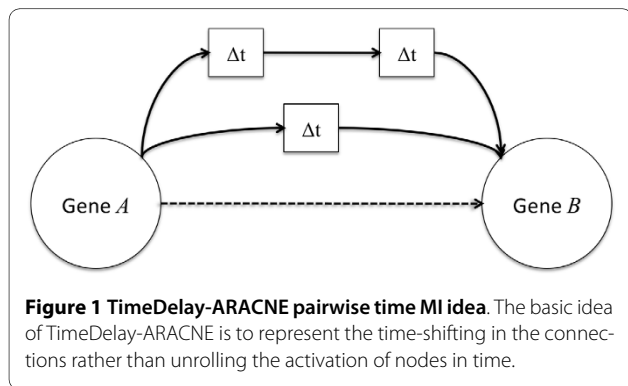 Δt
Δt
Δt
Gene A
Gene B
Figure 1 TimeDelay-ARACNE pairwise time MI idea. The basic idea
of TimeDelay-ARACNE is to represent the time-shifting in the connec-
tions rather than unrolling the activation of nodes in time.